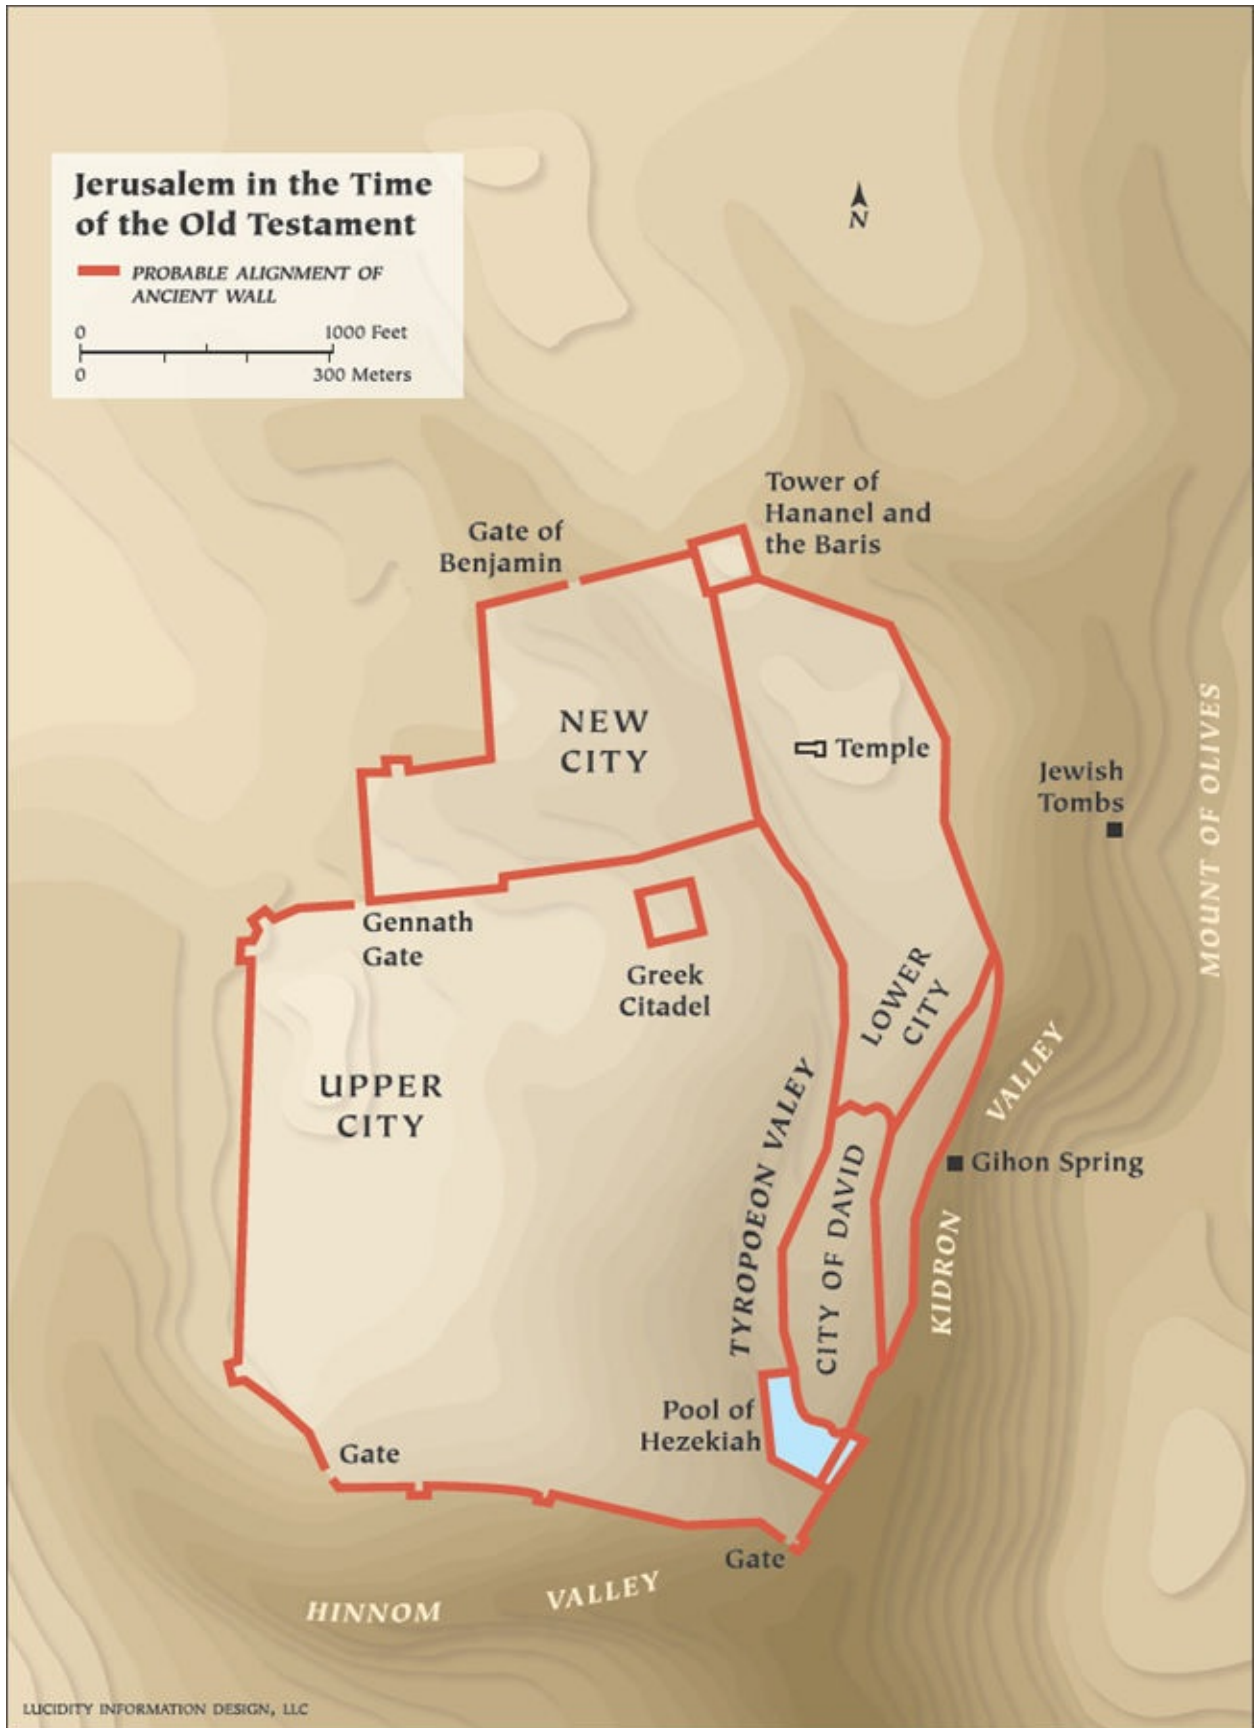 Jerusalem in the Time
of the Old Testament
PROBABLE ALIGNMENT OF
ANCIENT WALL
0
1000 Feet
0
300 Meters
N
Tower of
Hananel and
the Baris
Gate of
Benjamin
NEW
CITY
Temple
Jewish
Tombs
MOUNT OF OLIVES
Gennath
Gate
Greek
Citadel
LOWER
CITY
UPPER
CITY
TYROPOEON VALEY
CITY OF DAVID
VALLEY
KIDRON
Gihon Spring
Pool of
Hezekiah
Gate
Gate
HINNOM
VALLEY
LUCIDITY INFORMATION DESIGN, LLC